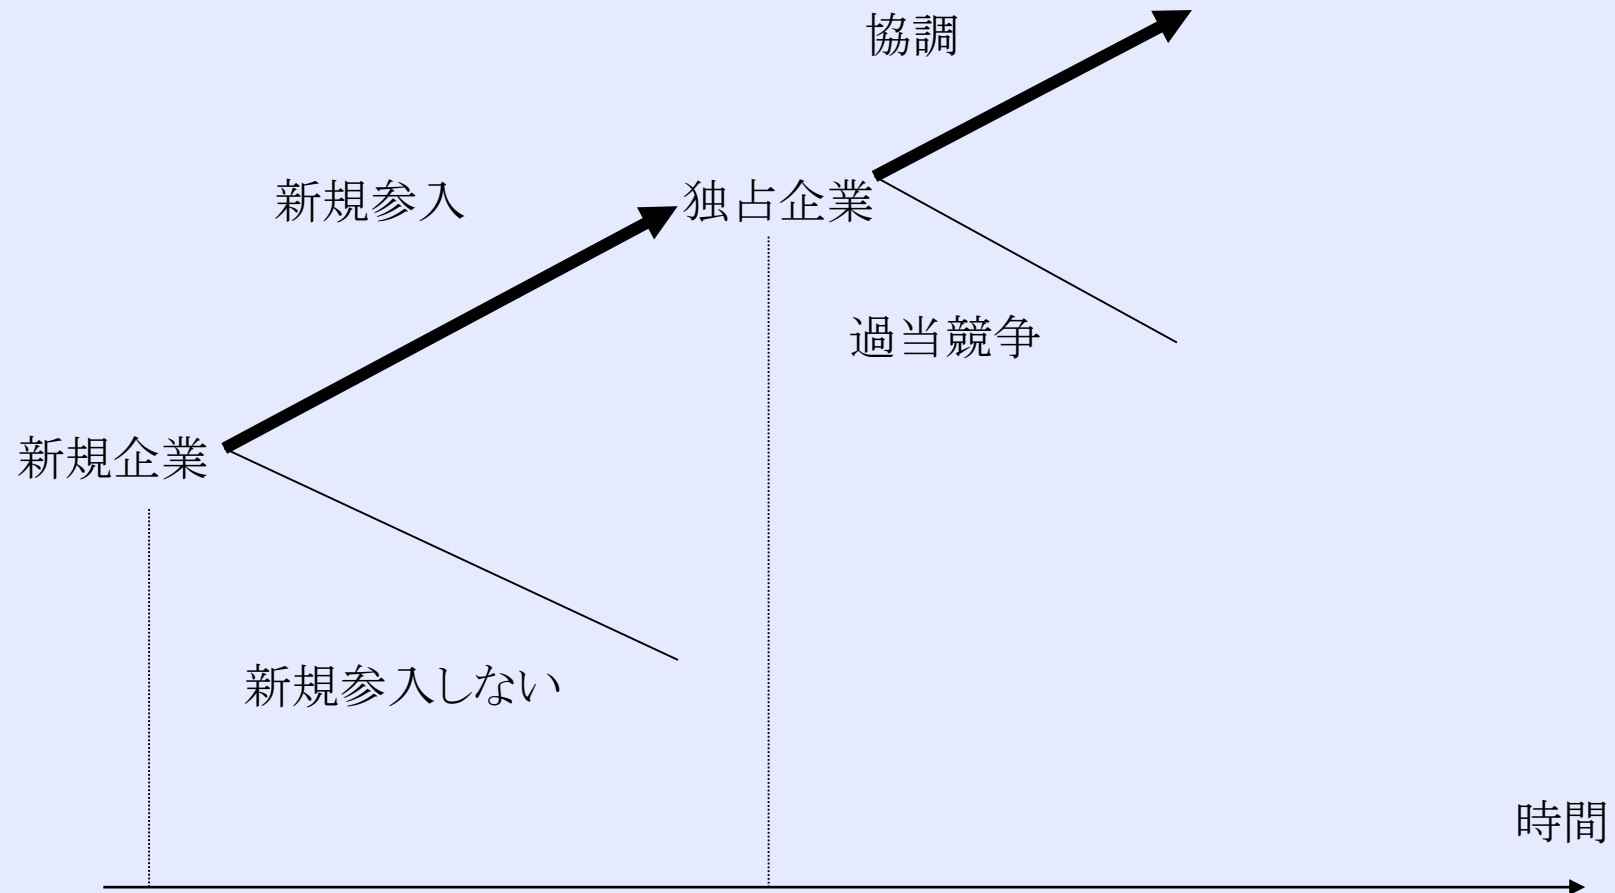 協調
新規参入
独占企業
過当競争
新規企業
新規参入しない
時間